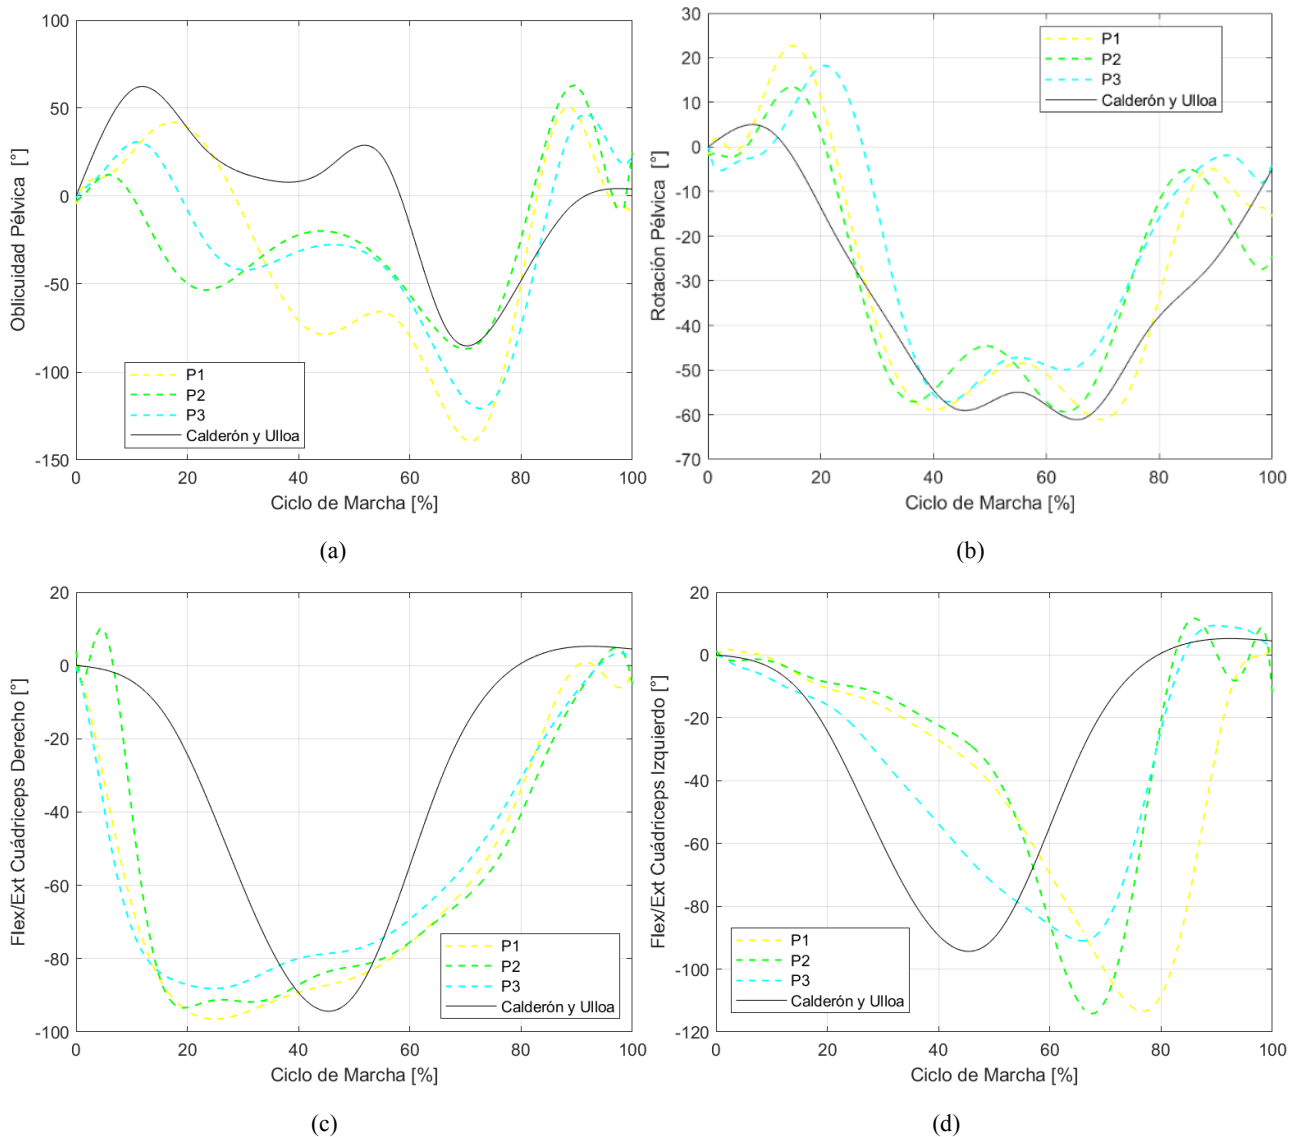 100
50
0
-50
-100
-150
Oblicuidad Pélvica [°]
P1
P2
P3
Calderón y Ulloa
0 20 40 60 80 100
Ciclo de Marcha [%]
(a)
30
20
10
0
-10
-20
-30
-40
-50
-60
-70
Rotación Pélvica [°]
P1
P2
P3
Calderón y Ulloa
0 20 40 60 80 100
Ciclo de Marcha [%]
(b)
20
0
-20
-40
-60
-80
-100
Flex/Ext Cuádriceps Derecho [°]
P1
P2
P3
Calderón y Ulloa
0 20 40 60 80 100
Ciclo de Marcha [%]
(c)
20
0
-20
-40
-60
-80
-100
-120
Flex/Ext Cuádriceps Izquierdo [°]
P1
P2
P3
Calderón y Ulloa
0 20 40 60 80 100
Ciclo de Marcha [%]
(d)